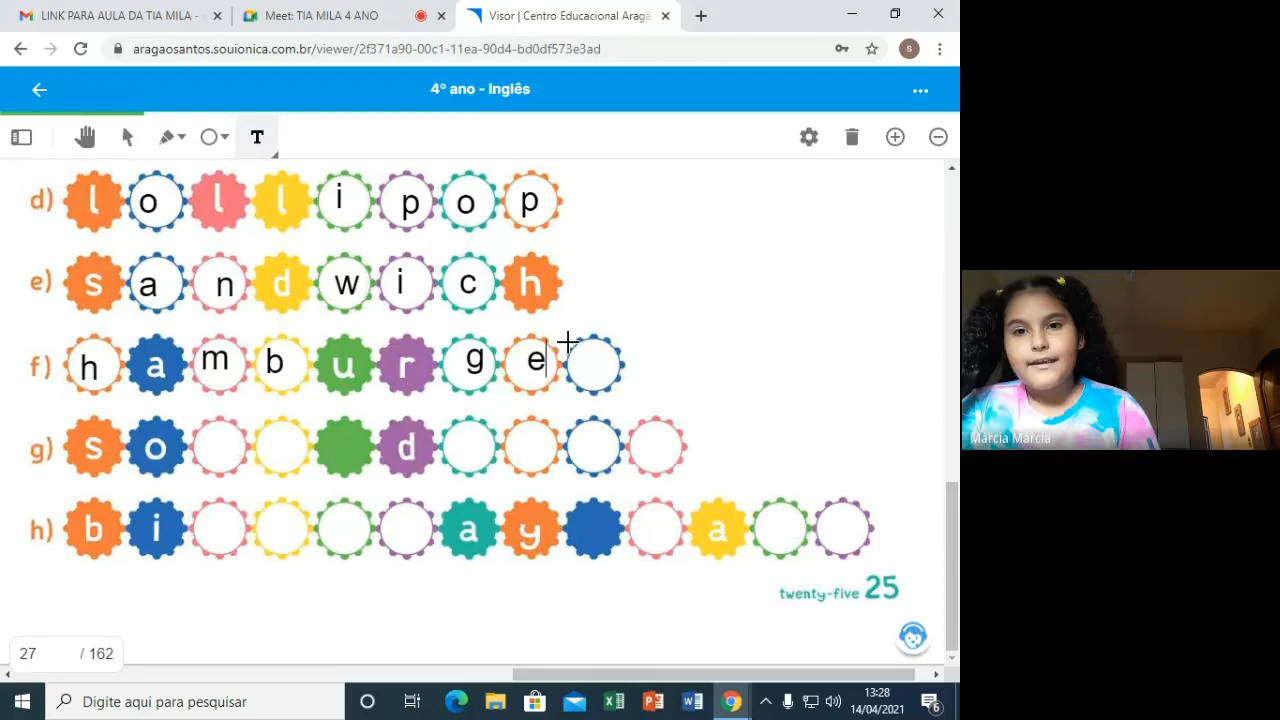 LINK PARA AULA DA TIA MILA -
Meet: TIA MILA 4 ANO
Visor | Centro Educacional Aragã
aragaosantos.souionica.com.br/viewer/2f371a90-00c1-11ea-90d4-bd0df573e3ad
S
4º ano - Inglês
T
d) l o l l i p o p
e) s a n d w i c h
f) h a m b u r g e
g) s o d
h) b i a y a
twenty-five 25
Márcia Márcia
27 / 162
Digite aqui para pesquisar
13:28
14/04/2021
6